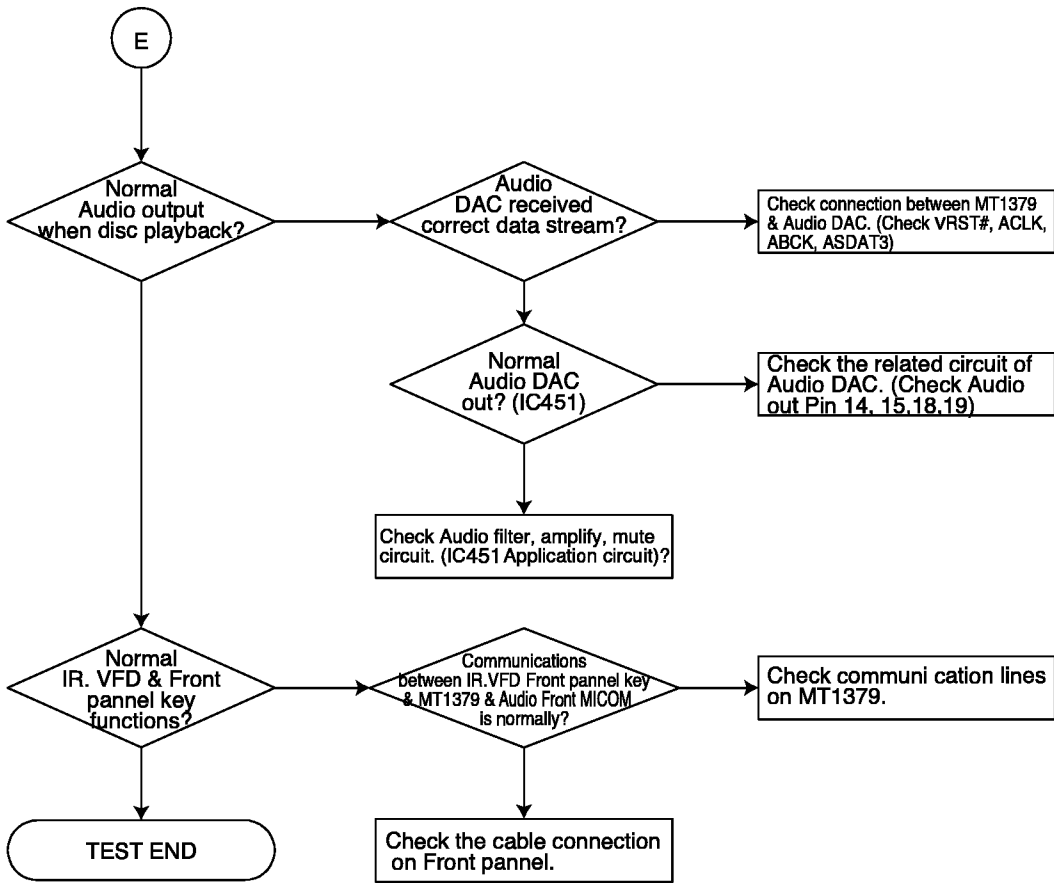 E
Normal
Audio output
when disc playback?
Audio
DAC received
correct data stream?
Check connection between MT1379
& Audio DAC. (Check VRST#, ACLK,
ABCK, ASDAT3)
Normal
Audio DAC
out? (IC451)
Check the related circuit of
Audio DAC. (Check Audio
out Pin 14, 15,18,19)
Check Audio filter, amplify, mute
circuit. (IC451 Application circuit)?
Normal
IR. VFD & Front
pannel key
functions?
Communications
between IR.VFD Front pannel key
& MT1379 & Audio Front MICOM
is normally?
Check communi cation lines
on MT1379.
TEST END
Check the cable connection
on Front pannel.